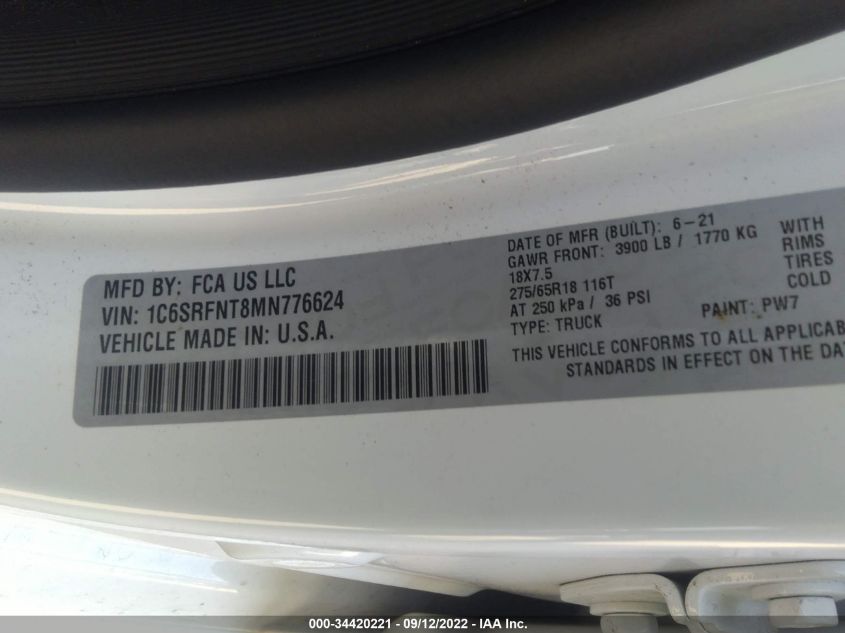 MFD BY: FCA US LLC
VIN: 1C6SRFNT8MN776624
VEHICLE MADE IN: U.S.A.
DATE OF MFR (BUILT): 6-21
GAWR FRONT: 3900 LB / 1770 KG WITH
18X7.5 RIMS
275/65R18 116T TIRES
AT 250 kPa / 36 PSI COLD
TYPE: TRUCK PAINT: PW7
THIS VEHICLE CONFORMS TO ALL APPLICAB
STANDARDS IN EFFECT ON THE DA
000-34420221 - 09/12/2022 - IAA Inc.